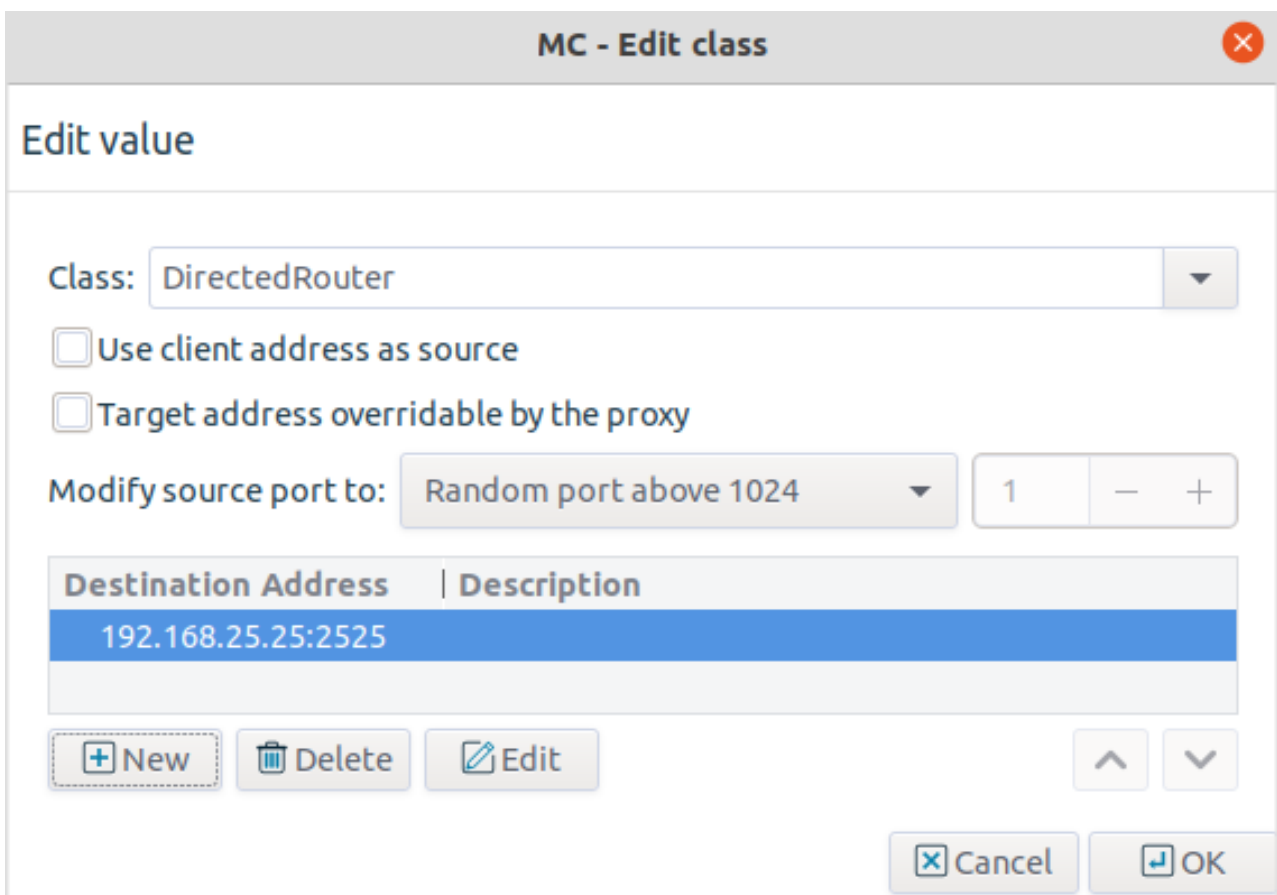 MC - Edit class
Edit value
Class: DirectedRouter
Use client address as source
Target address overridable by the proxy
Modify source port to: Random port above 1024 1
Destination Address Description
192.168.25.25:2525
New Delete Edit
Cancel OK